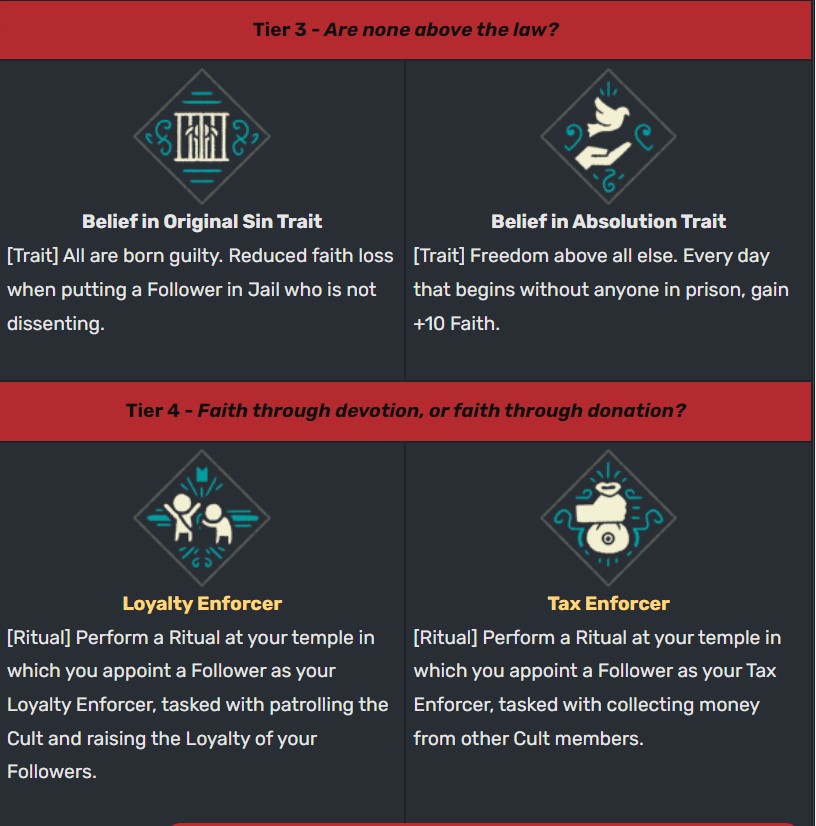 Tier 3 - Are none above the law?
Belief in Original Sin Trait
[Trait] All are born guilty. Reduced faith loss
when putting a Follower in Jail who is not
dissenting.
Belief in Absolution Trait
[Trait] Freedom above all else. Every day
that begins without anyone in prison, gain
+10 Faith.
Tier 4 - Faith through devotion, or faith through donation?
Loyalty Enforcer
[Ritual] Perform a Ritual at your temple in
which you appoint a Follower as your
Loyalty Enforcer, tasked with patrolling the
Cult and raising the Loyalty of your
Followers.
Tax Enforcer
[Ritual] Perform a Ritual at your temple in
which you appoint a Follower as your Tax
Enforcer, tasked with collecting money
from other Cult members.